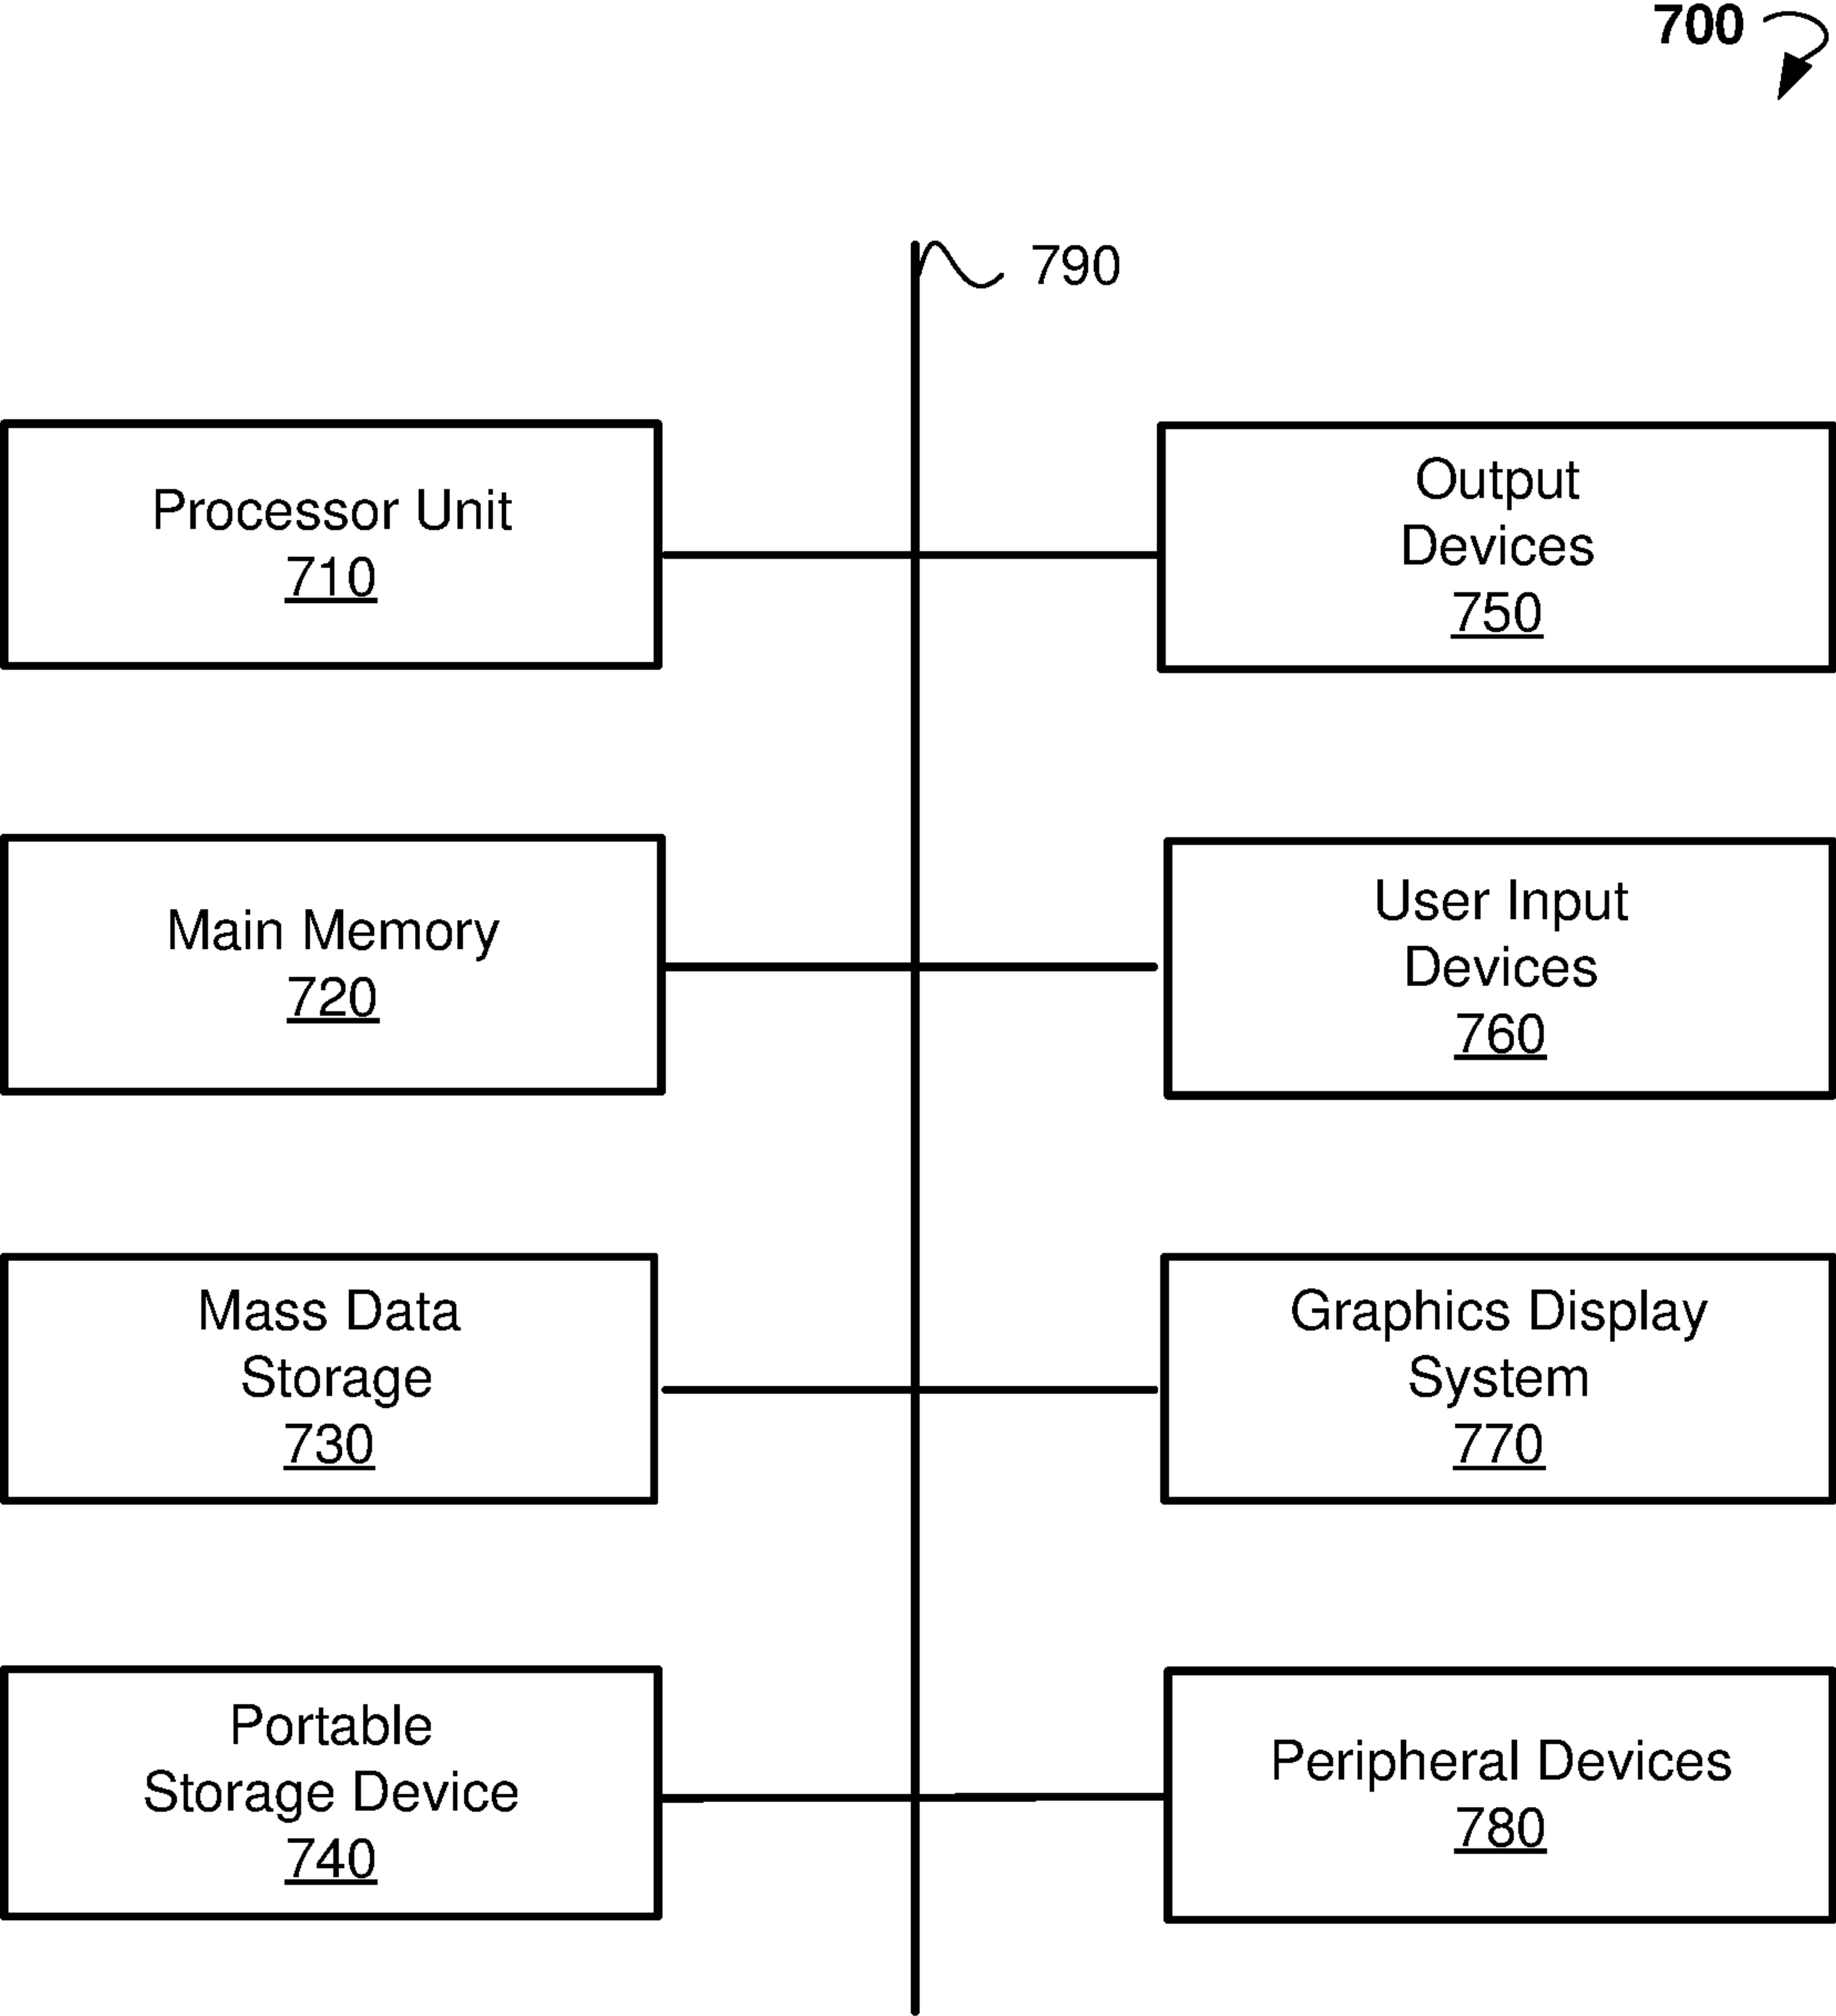 700
790
Processor Unit
710
Output
Devices
750
Main Memory
720
User Input
Devices
760
Mass Data
Storage
730
Graphics Display
System
770
Portable
Storage Device
740
Peripheral Devices
780